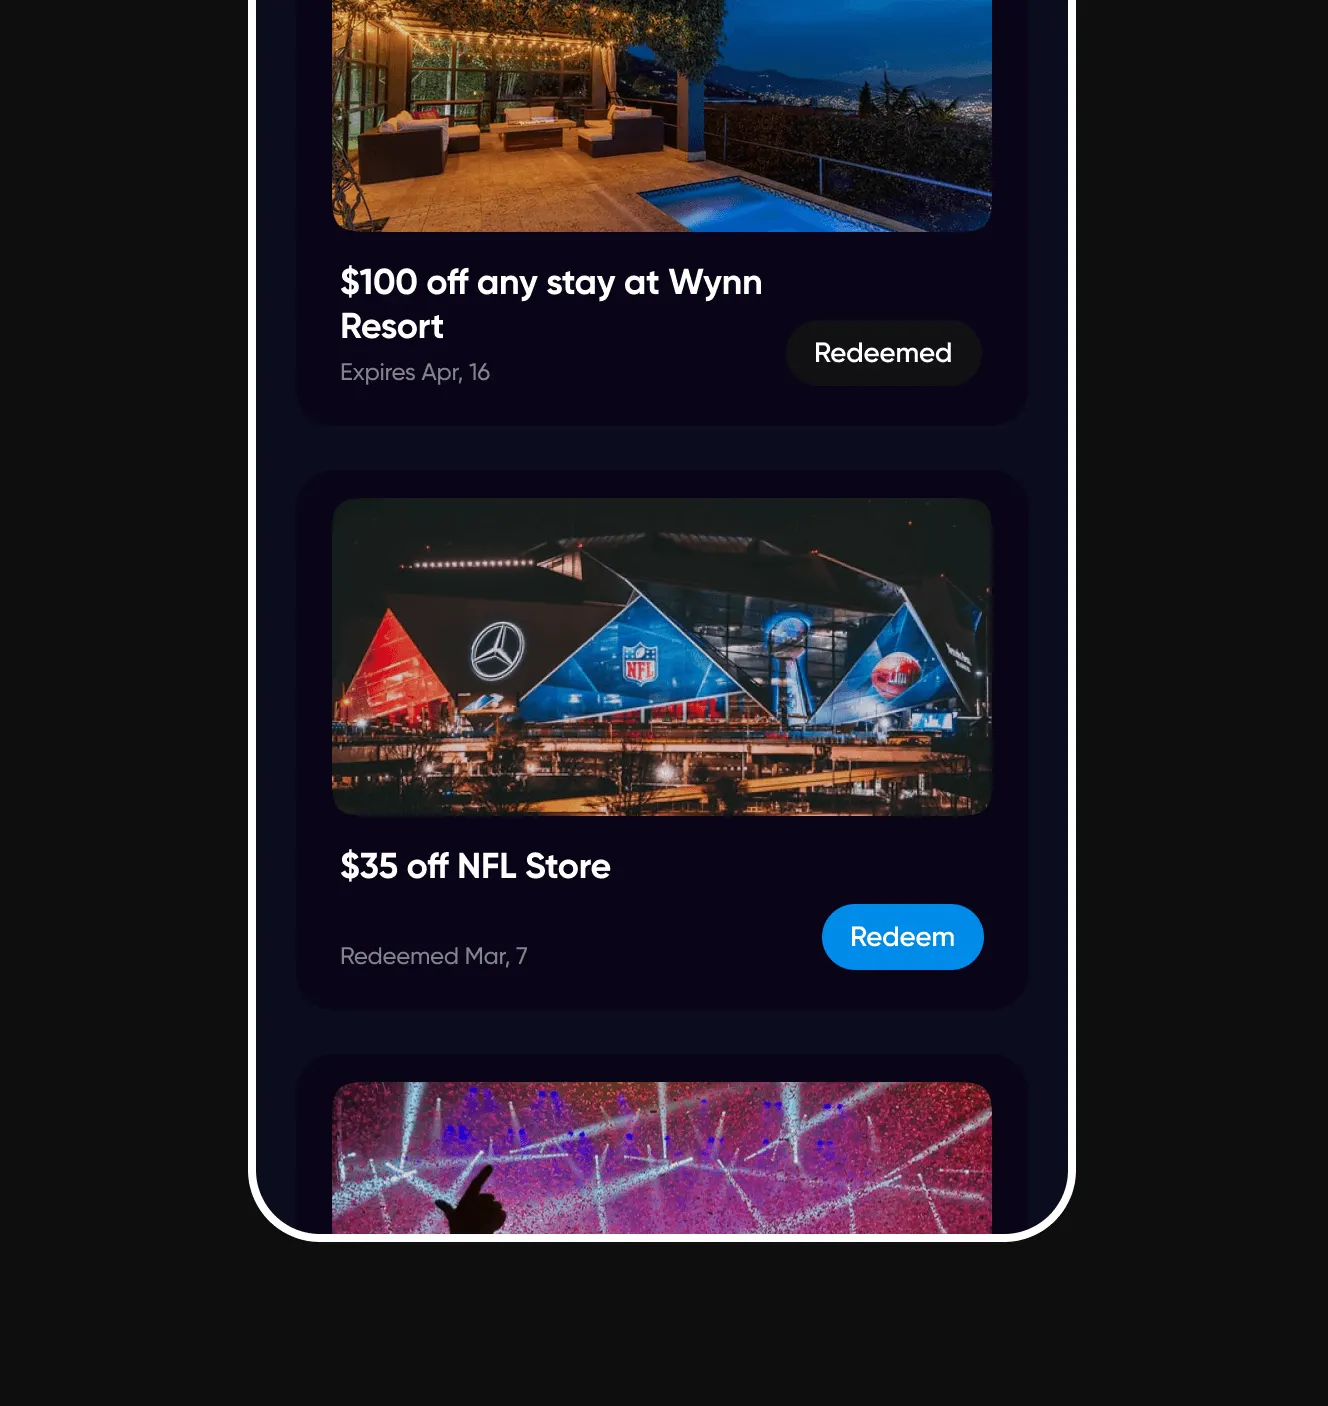 $100 off any stay at Wynn
Resort
Expires Apr, 16
Redeemed
NFL
LIII
$35 off NFL Store
Redeemed Mar, 7
Redeem